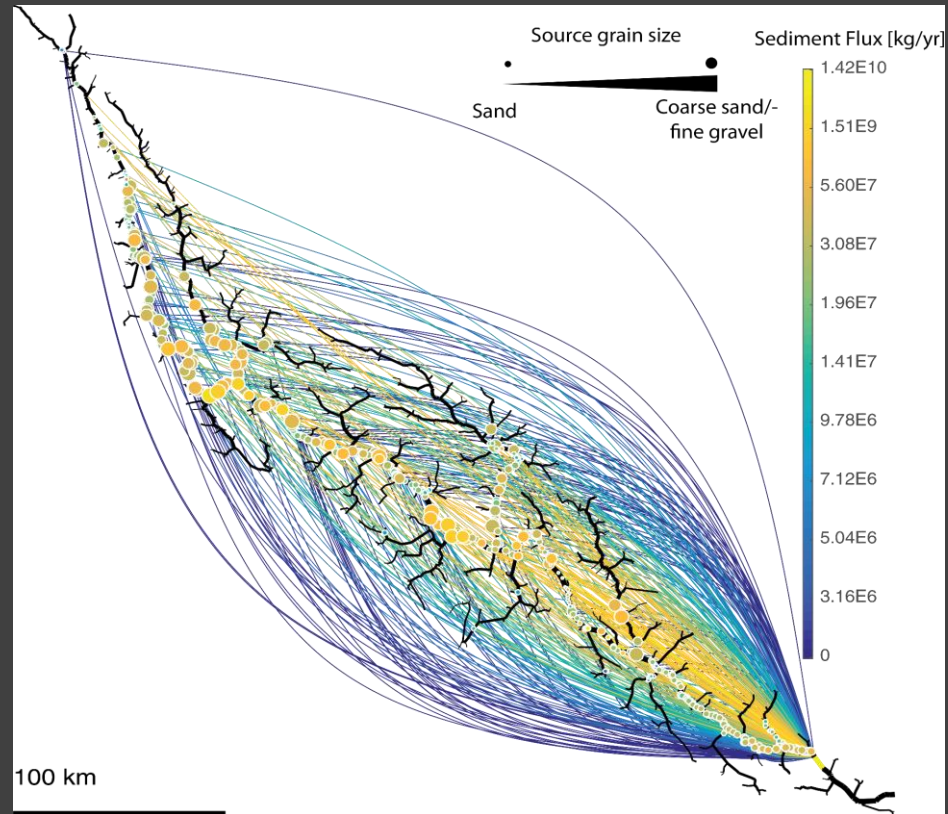 Source grain size
Sand
Coarse sand/-
fine gravel
Sediment Flux [kg/yr]
1.42E10
1.51E9
5.60E7
3.08E7
1.96E7
1.41E7
9.78E6
7.12E6
5.04E6
3.16E6
0
100 km